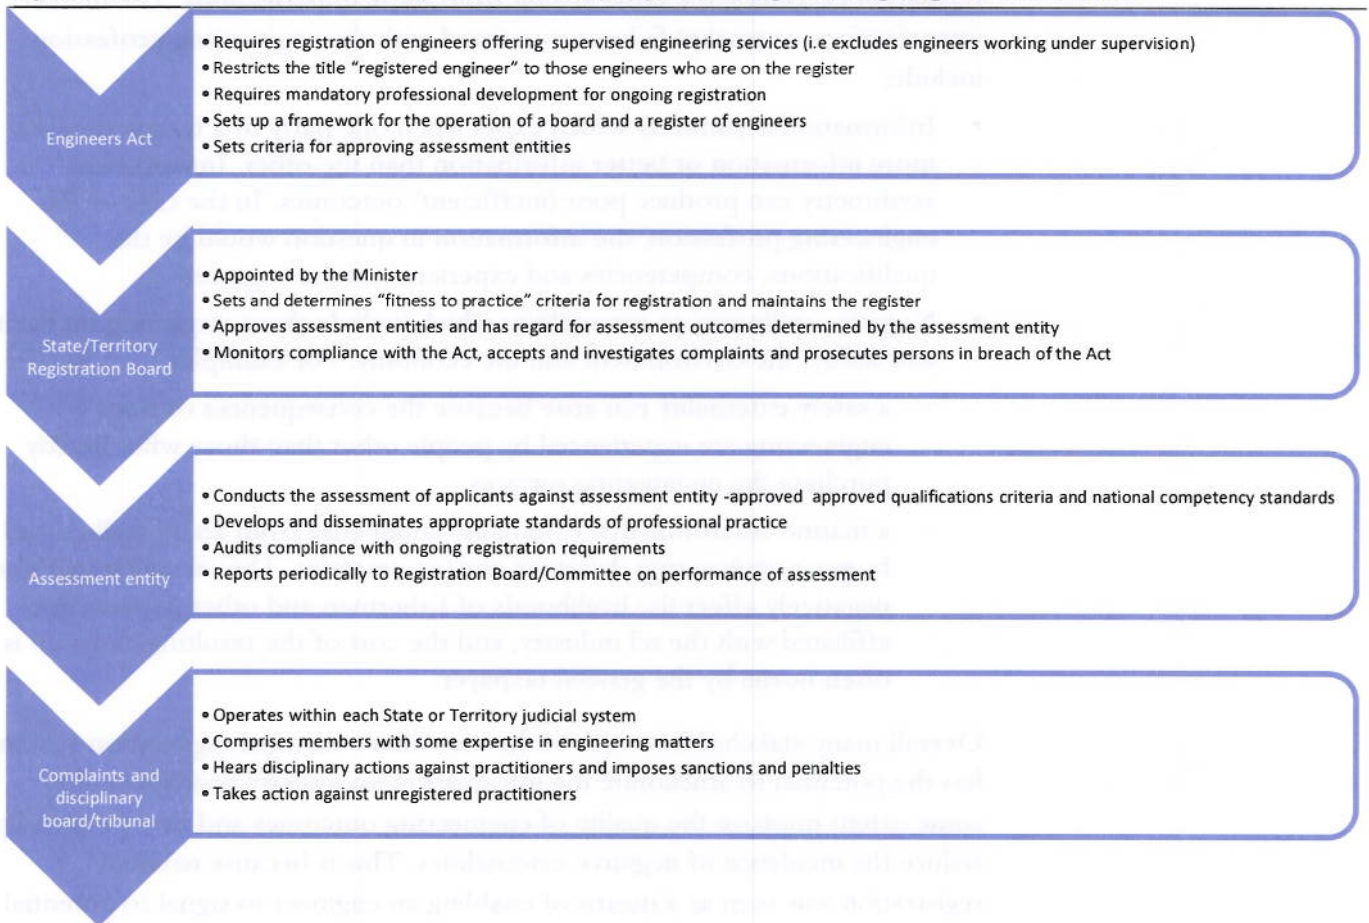 Engineers Act
• Requires registration of engineers offering supervised engineering services (i.e excludes engineers working under supervision)
• Restricts the title "registered engineer" to those engineers who are on the register
• Requires mandatory professional development for ongoing registration
• Sets up a framework for the operation of a board and a register of engineers
• Sets criteria for approving assessment entities
State/Territory
Registration Board
• Appointed by the Minister
• Sets and determines "fitness to practice" criteria for registration and maintains the register
• Approves assessment entities and has regard for assessment outcomes determined by the assessment entity
• Monitors compliance with the Act, accepts and investigates complaints and prosecutes persons in breach of the Act
Assessment entity
• Conducts the assessment of applicants against assessment entity -approved approved qualifications criteria and national competency standards
• Develops and disseminates appropriate standards of professional practice
• Audits compliance with ongoing registration requirements
• Reports periodically to Registration Board/Committee on performance of assessment
Complaints and
disciplinary
board/tribunal
• Operates within each State or Territory judicial system
• Comprises members with some expertise in engineering matters
• Hears disciplinary actions against practitioners and imposes sanctions and penalties
• Takes action against unregistered practitioners